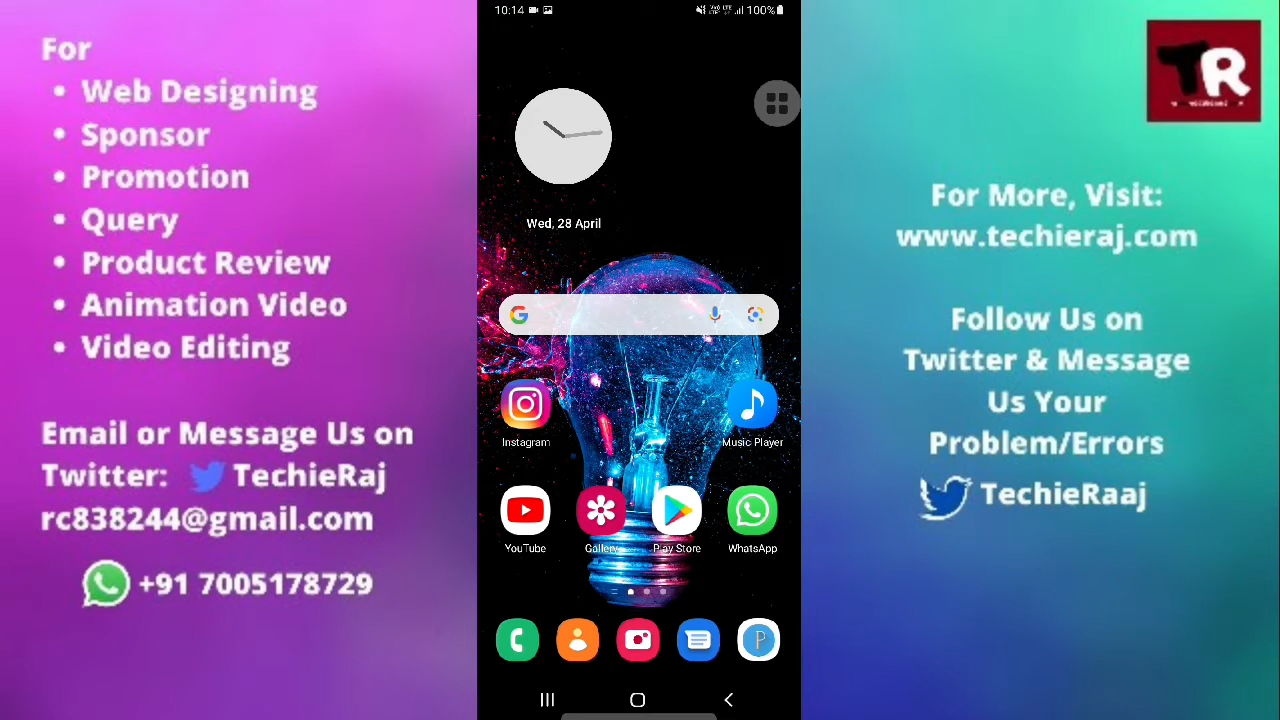 For
• Web Designing
• Sponsor
• Promotion
• Query
• Product Review
• Animation Video
• Video Editing
Email or Message Us on
Twitter: TechieRaj
rc838244@gmail.com
+91 7005178729
10:14
100%
Wed, 28 April
Instagram
Music Player
YouTube
Gallery
Play Store
WhatsApp
TR
For More, Visit:
www.techieraj.com
Follow Us on
Twitter & Message
Us Your
Problem/Errors
TechieRaaj